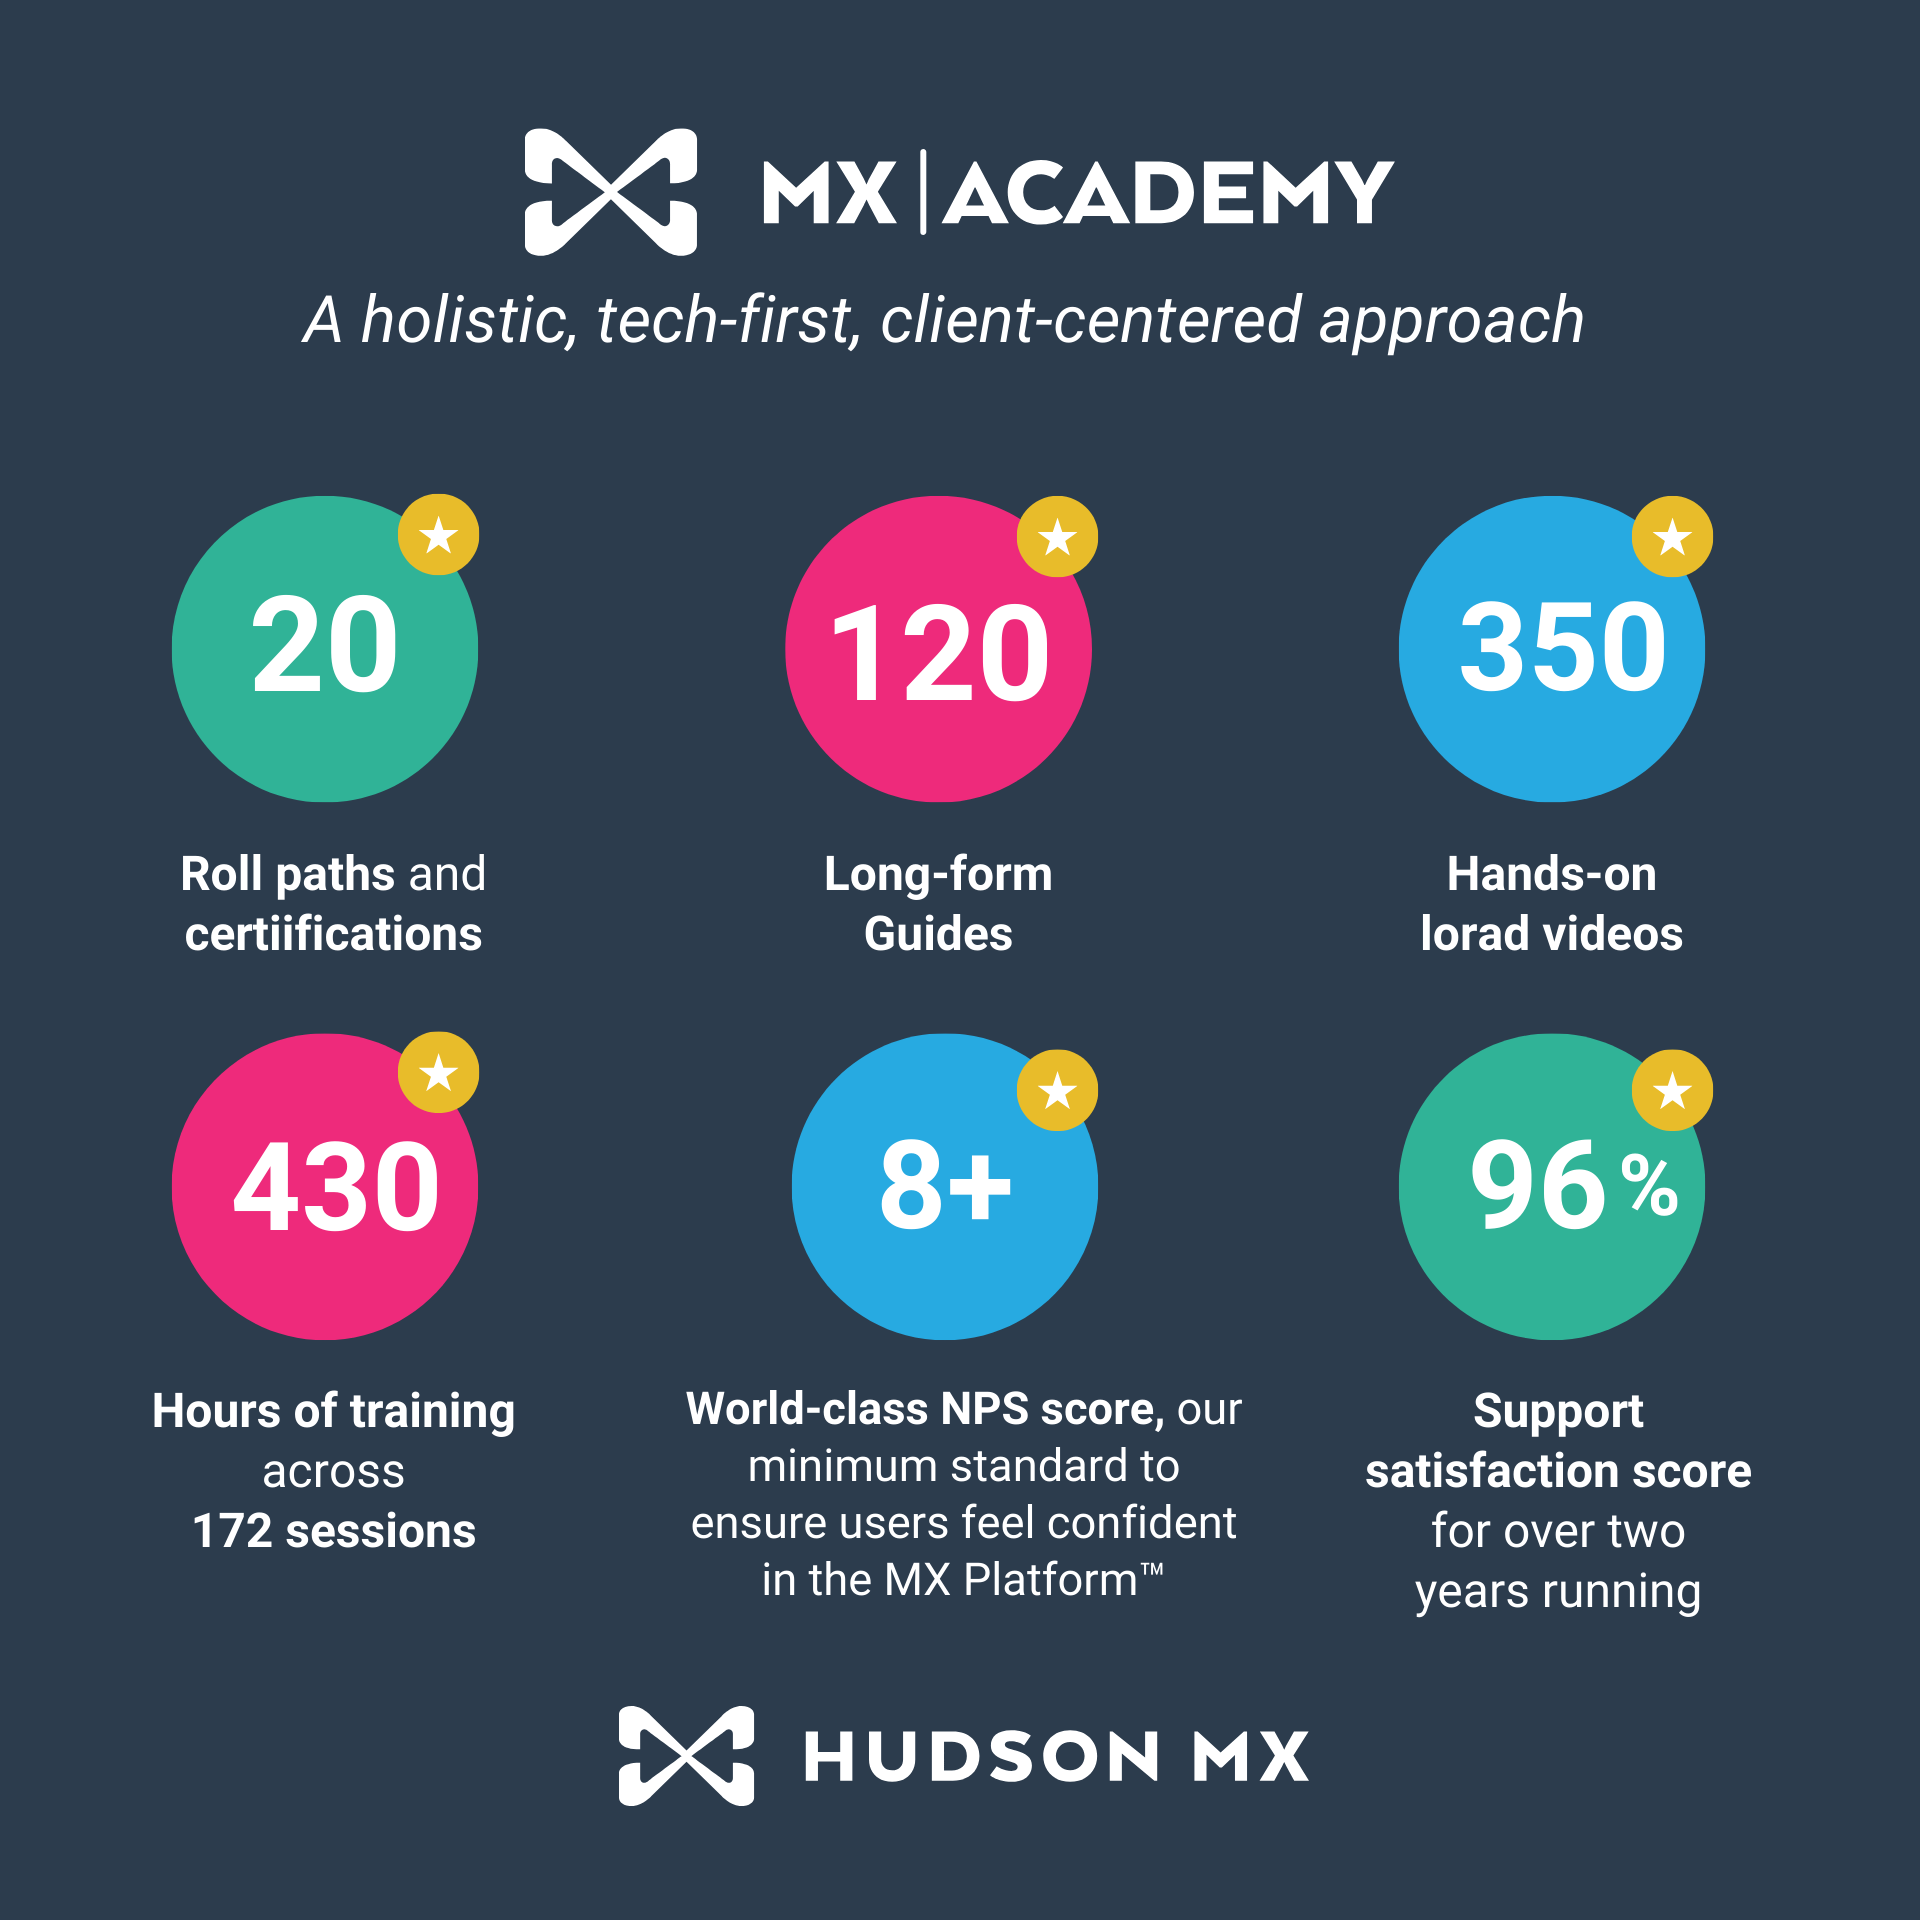 MX|ACADEMY
A holistic, tech-first, client-centered approach
20
120
350
Roll paths and
certiifications
Long-form
Guides
Hands-on
lorad videos
430
8+
96%
Hours of training
across
172 sessions
World-class NPS score, our
minimum standard to
ensure users feel confident
in the MX Platform™
Support
satisfaction score
for over two
years running
HUDSON MX